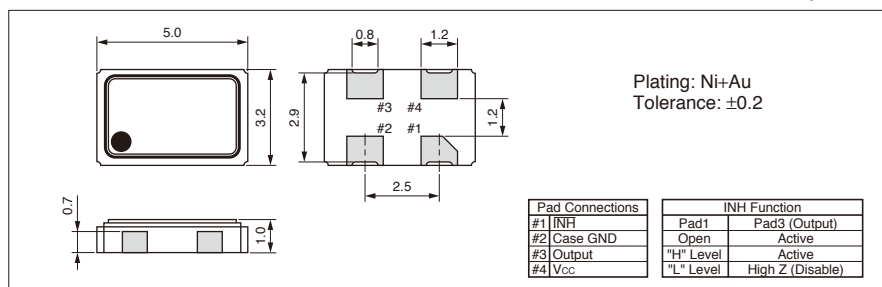 5.0
0.8
1.2
3.2
2.9
#3 #4
#2 #1
1.2
2.5
0.7
1.0
Plating: Ni+Au
Tolerance: ±0.2
Pad Connections
#1 INH
#2 Case GND
#3 Output
#4 Vcc
INH Function
Pad1 Pad3 (Output)
Open Active
"H" Level Active
"L" Level High Z (Disable)